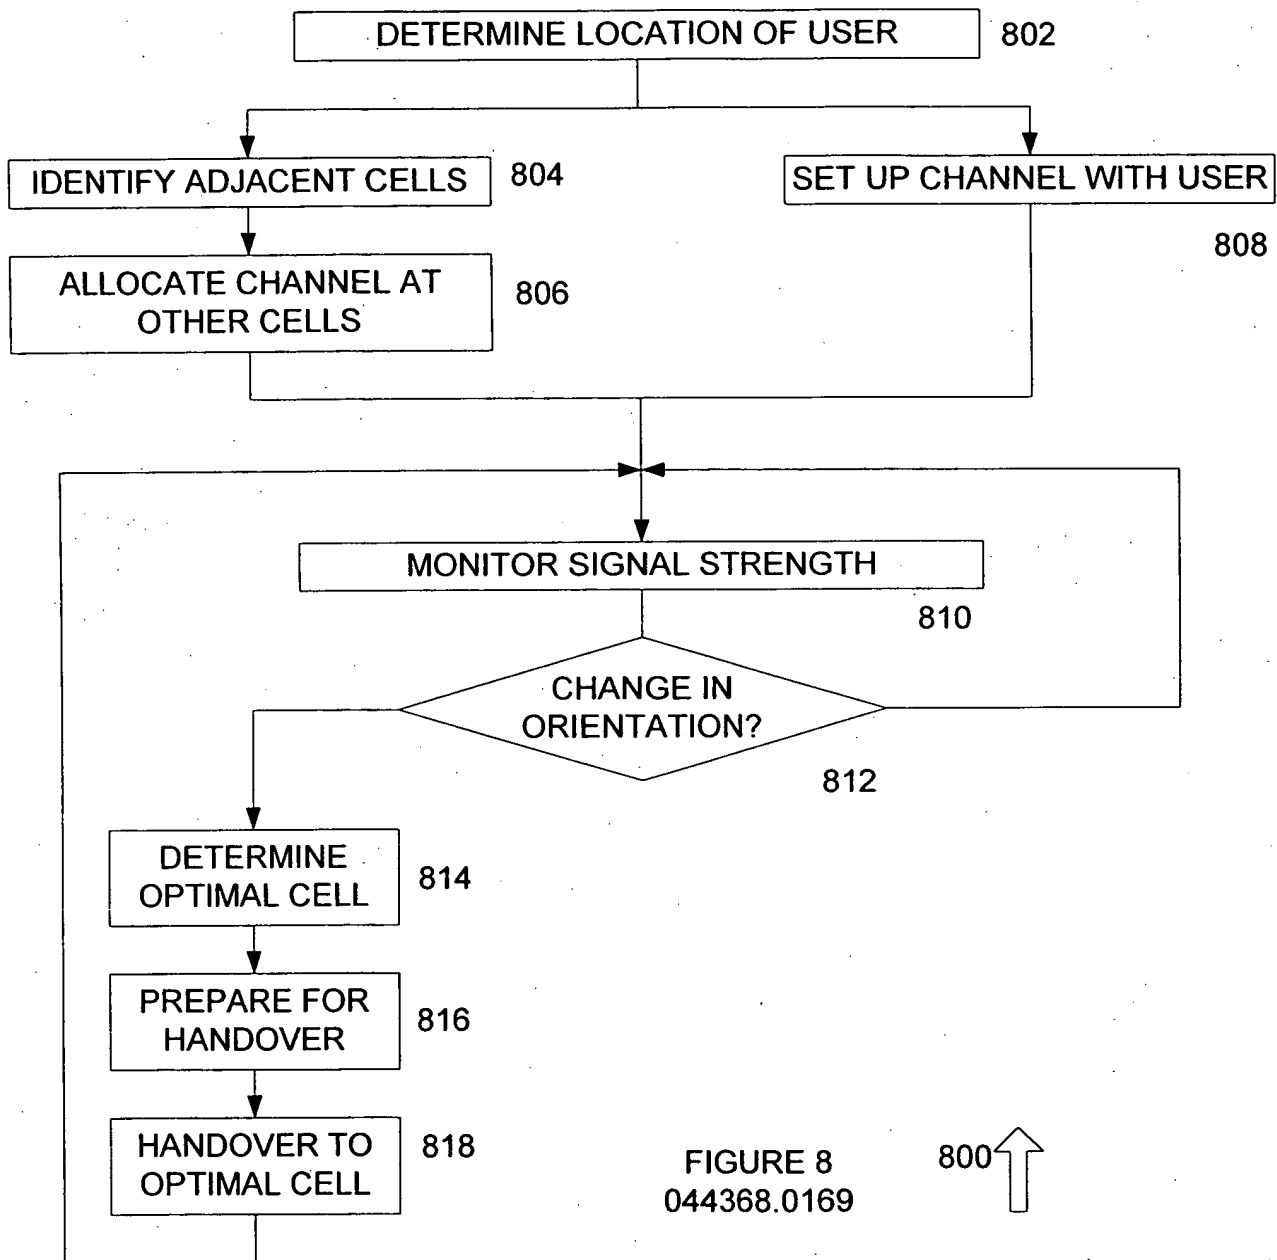 DETERMINE LOCATION OF USER
802
IDENTIFY ADJACENT CELLS
804
SET UP CHANNEL WITH USER
808
ALLOCATE CHANNEL AT
OTHER CELLS
806
MONITOR SIGNAL STRENGTH
810
CHANGE IN
ORIENTATION?
812
DETERMINE
OPTIMAL CELL
814
PREPARE FOR
HANDOVER
816
HANDOVER TO
OPTIMAL CELL
818
FIGURE 8
044368.0169
800